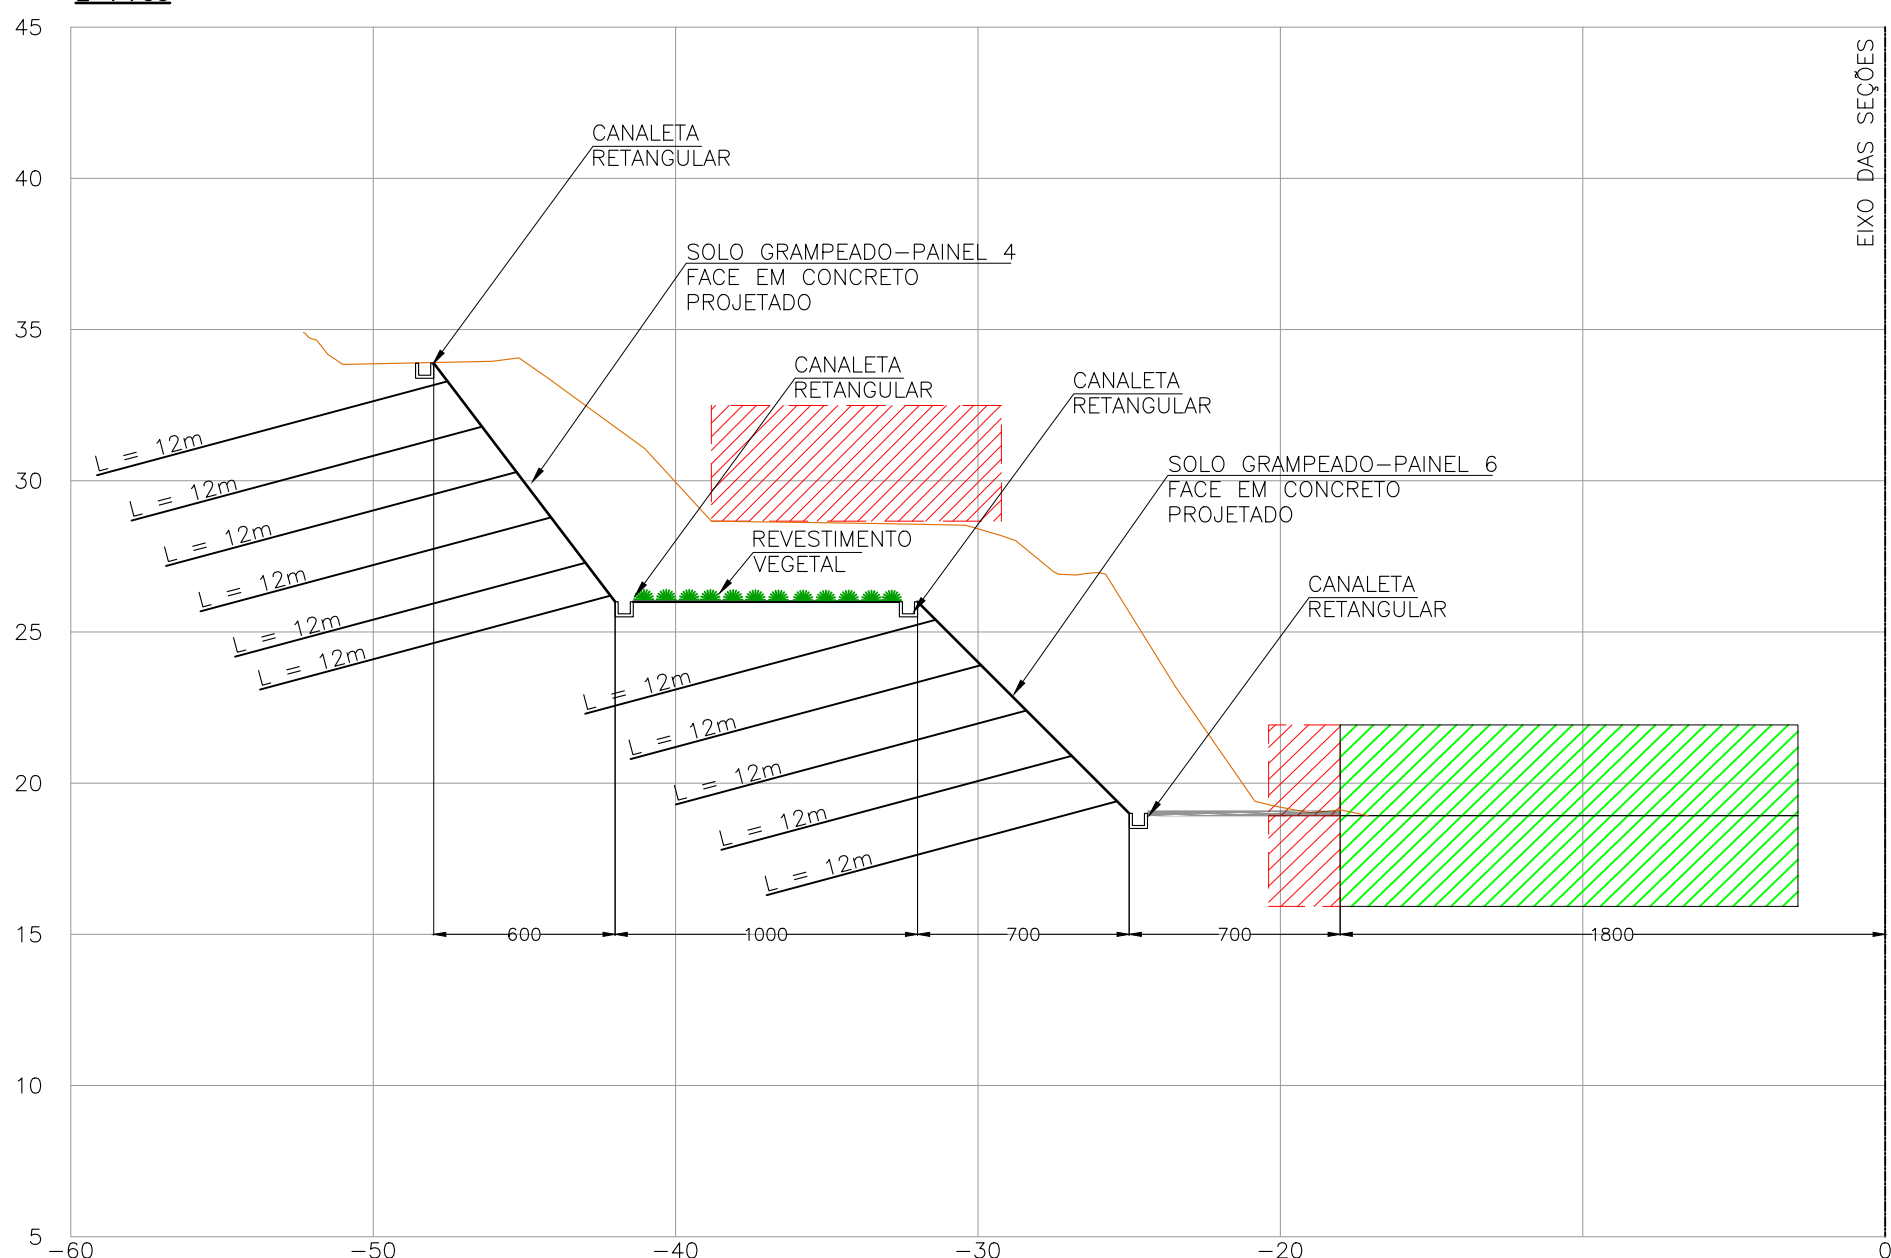 45
EIXO DAS SEÇÕES
CANALETA
RETANGULAR
40
SOLO GRAMPEADO-PAINEL 4
FACE EM CONCRETO
PROJETADO
35
CANALETA
RETANGULAR
CANALETA
RETANGULAR
L = 12m
L = 12m
L = 12m
L = 12m
L = 12m
L = 12m
30
SOLO GRAMPEADO-PAINEL 6
FACE EM CONCRETO
PROJETADO
REVESTIMENTO
VEGETAL
CANALETA
RETANGULAR
25
L = 12m
L = 12m
L = 12m
L = 12m
L = 12m
20
15
600
1000
700
700
1800
10
5
-60
-50
-40
-30
-20
0